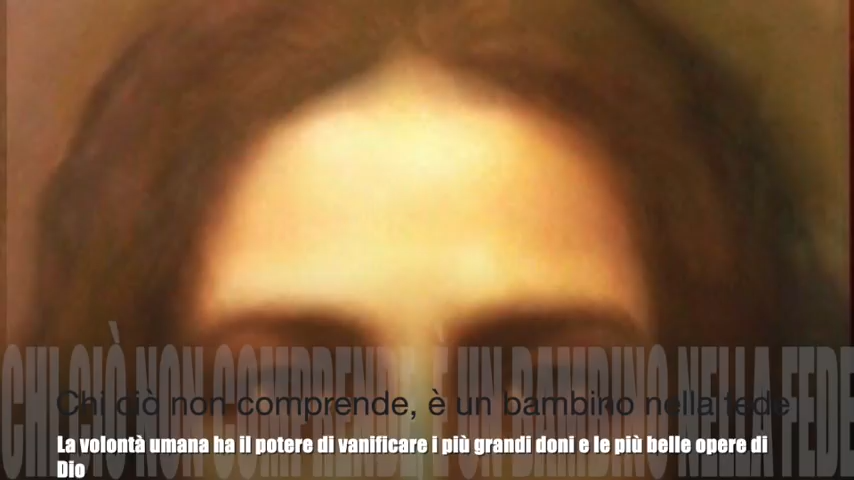 CHI CIÒ NON COMPRENDE, È UN BAMBINO NELLA FEDE
Chi ciò non comprende, è un bambino nella fede
La volontà umana ha il potere di vanificare i più grandi doni e le più belle opere di
Dio